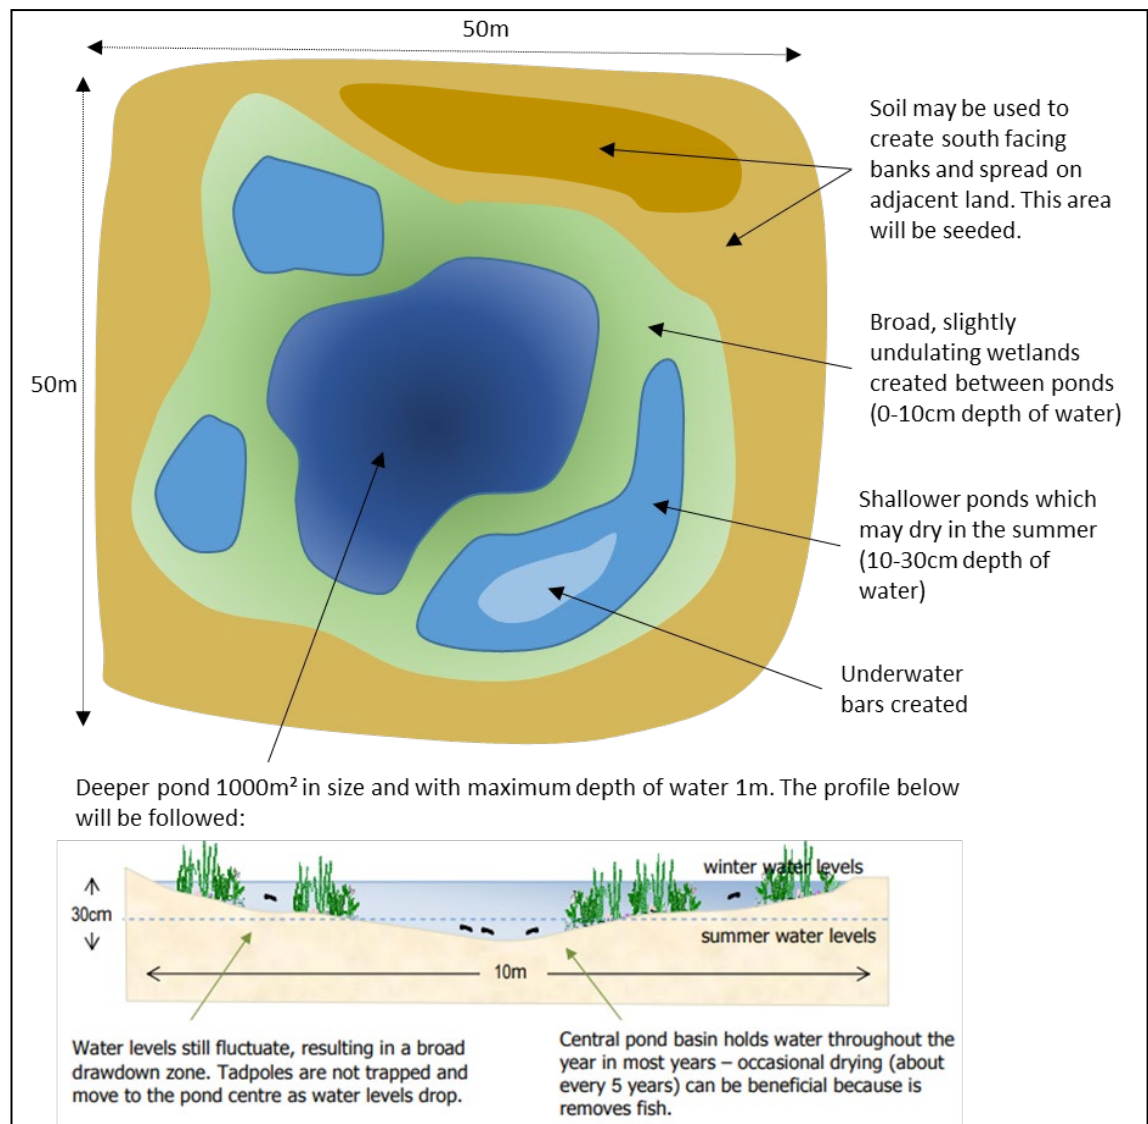 50m
50m
Soil may be used to
create south facing
banks and spread on
adjacent land. This area
will be seeded.
Broad, slightly
undulating wetlands
created between ponds
(0-10cm depth of water)
Shallower ponds which
may dry in the summer
(10-30cm depth of
water)
Underwater
bars created
Deeper pond 1000m² in size and with maximum depth of water 1m. The profile below
will be followed:
winter water levels
30cm
summer water levels
10m
Water levels still fluctuate, resulting in a broad
drawdown zone. Tadpoles are not trapped and
move to the pond centre as water levels drop.
Central pond basin holds water throughout the
year in most years – occasional drying (about
every 5 years) can be beneficial because is
removes fish.